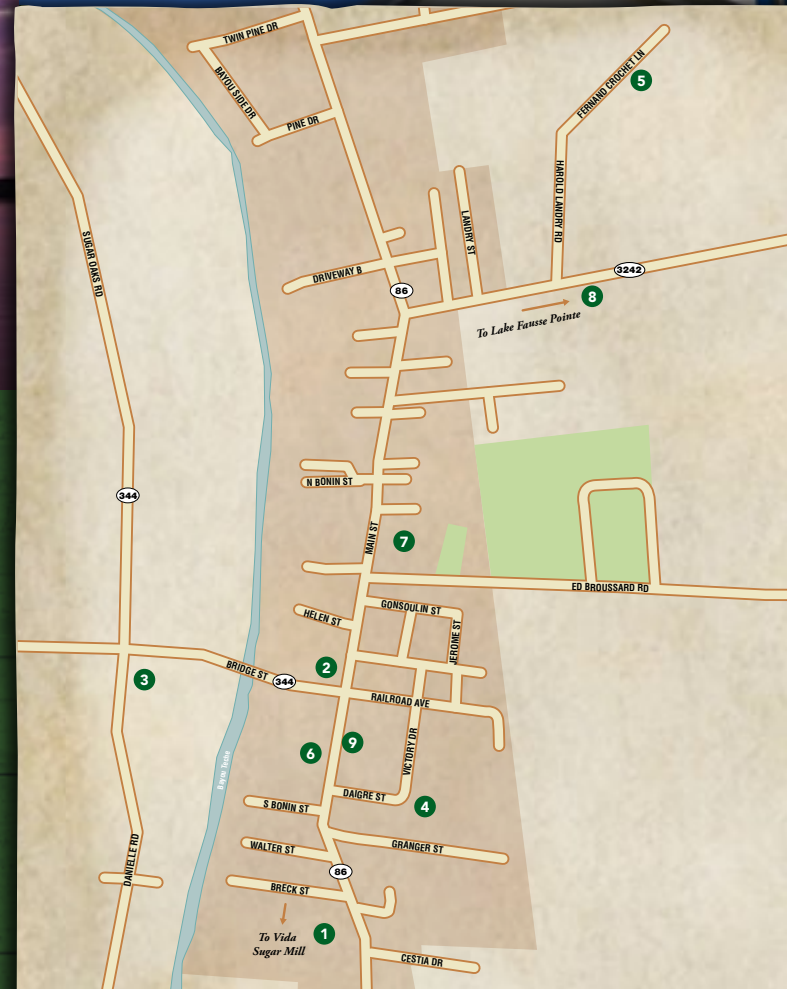 TWIN PINE DR
BAYOU SIDE DR
PINE DR
FERNAND CROCHET LN
5
HAROLD LANDRY RD
LANDRY ST
SUGAR OAKS RD
DRIVEWAY B
3242
86
8
To Lake Fausse Pointe
N BONIN ST
344
MAIN ST
7
ED BROUSSARD RD
GONSOULIN ST
HELEN ST
JEROME ST
BRIDGE ST
344
2
3
RAILROAD AVE
9
6
VICTORY DR
Bayou Teche
DAIGRE ST
S BONIN ST
4
WALTER ST
GRANGER ST
DANIELLE RD
86
BRECK ST
To Vida
Sugar Mill
1
CESTIA DR